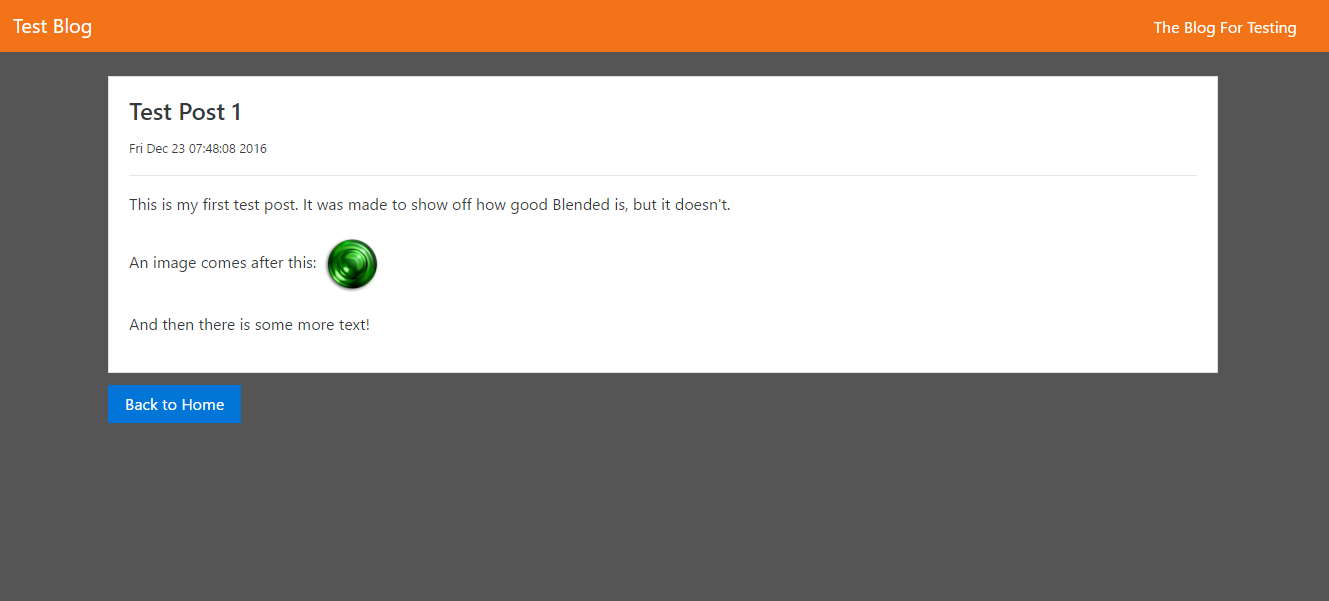 Test Blog
The Blog For Testing
Test Post 1
Fri Dec 23 07:48:08 2016
This is my first test post. It was made to show off how good Blended is, but it doesn't.
An image comes after this:
And then there is some more text!
Back to Home